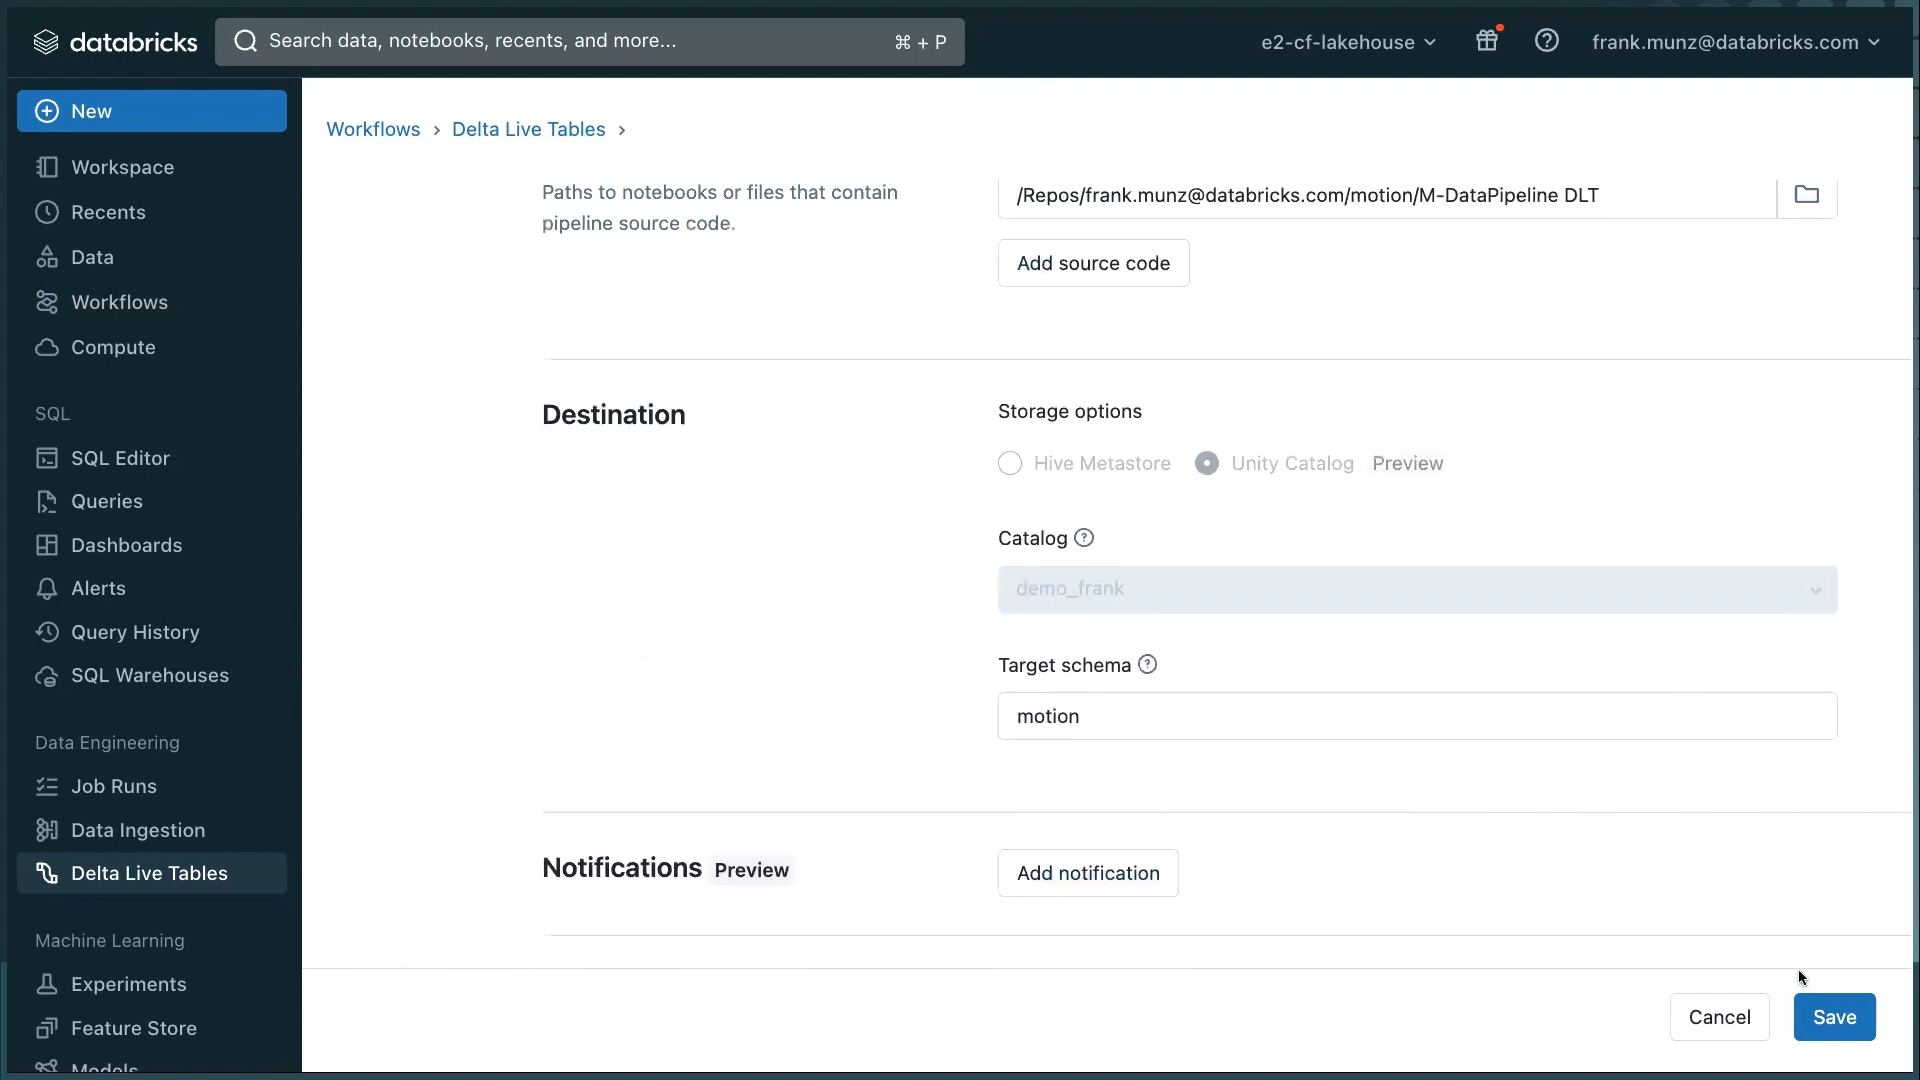 databricks
Search data, notebooks, recents, and more...
⌘ + P
e2-cf-lakehouse
frank.munz@databricks.com
New
Workspace
Recents
Data
Workflows
Compute
SQL
SQL Editor
Queries
Dashboards
Alerts
Query History
SQL Warehouses
Data Engineering
Job Runs
Data Ingestion
Delta Live Tables
Machine Learning
Experiments
Feature Store
Models
Workflows › Delta Live Tables ›
Paths to notebooks or files that contain
pipeline source code.
/Repos/frank.munz@databricks.com/motion/M-DataPipeline DLT
Add source code
Destination
Storage options
Hive Metastore
Unity Catalog
Preview
Catalog
demo_frank
Target schema
motion
Notifications
Preview
Add notification
Cancel
Save